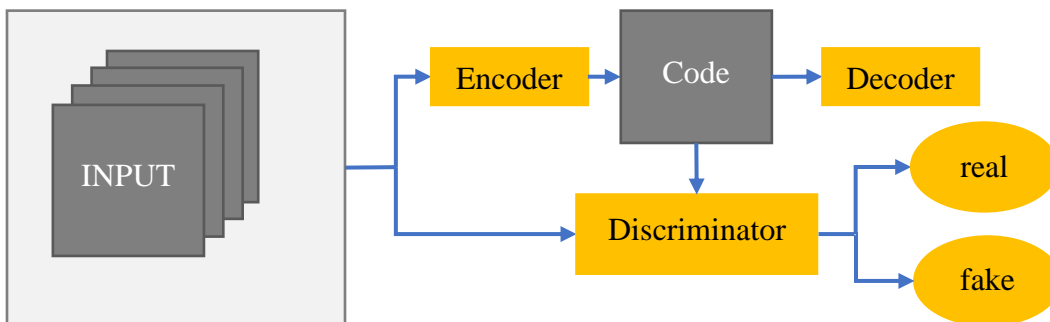 INPUT
Encoder
Code
Decoder
Discriminator
real
fake